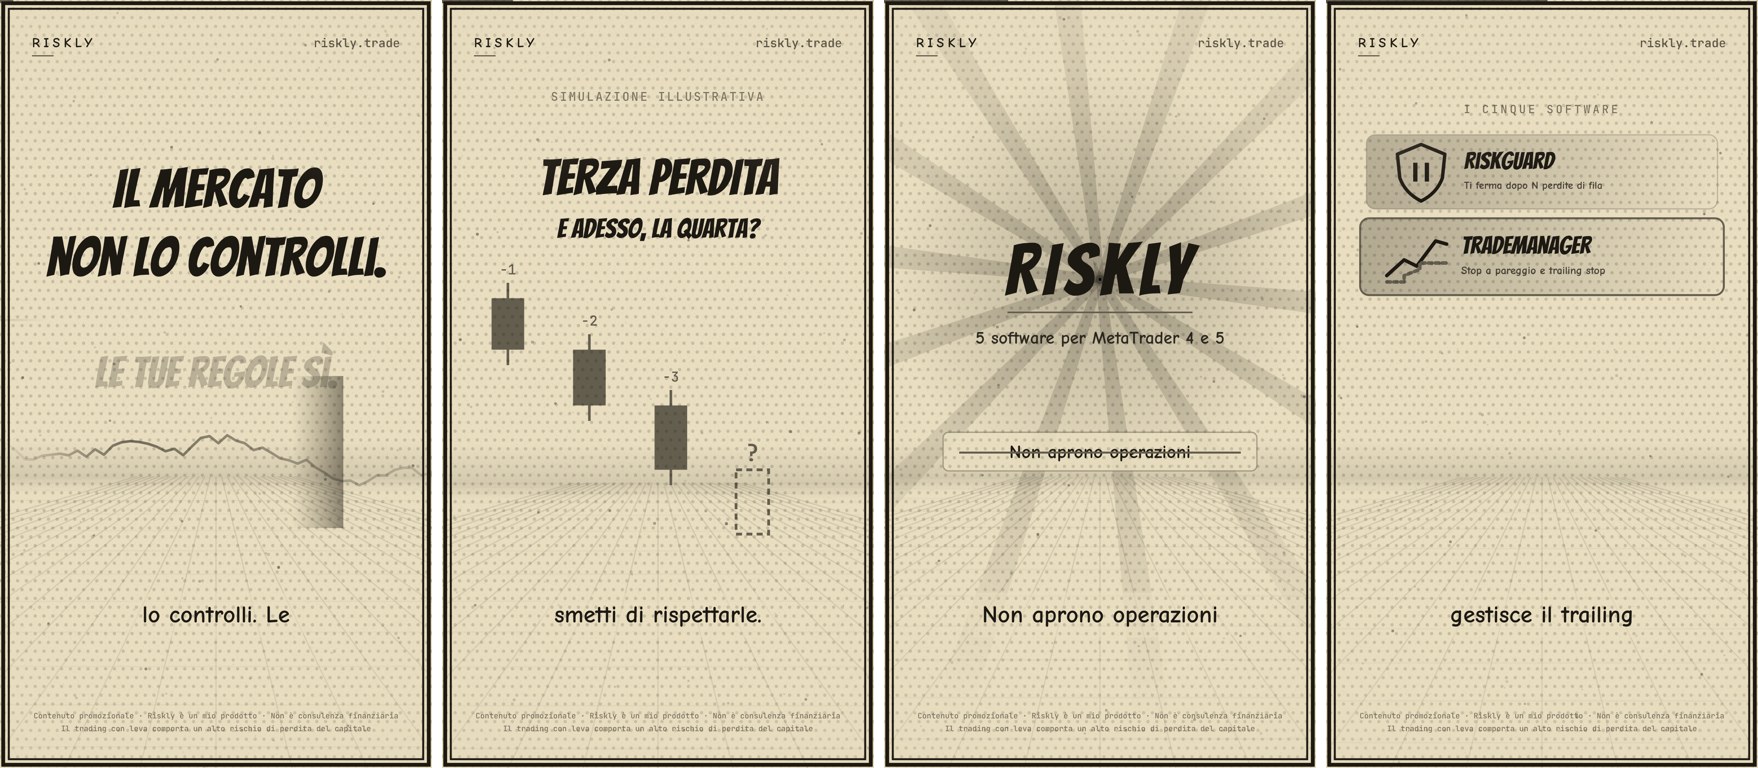 RISKLY
riskly.trade
IL MERCATO
NON LO CONTROLLI.
LE TUE REGOLE SÌ.
lo controlli. Le
Contenuto promozionale · Riskly è un mio prodotto · Non è consulenza finanziaria
Il trading con leva comporta un alto rischio di perdita del capitale
RISKLY
riskly.trade
SIMULAZIONE ILLUSTRATIVA
TERZA PERDITA
E ADESSO, LA QUARTA?
-1
-2
-3
?
smetti di rispettarle.
Contenuto promozionale · Riskly è un mio prodotto · Non è consulenza finanziaria
Il trading con leva comporta un alto rischio di perdita del capitale
RISKLY
riskly.trade
RISKLY
5 software per MetaTrader 4 e 5
Non aprono operazioni
Non aprono operazioni
Contenuto promozionale · Riskly è un mio prodotto · Non è consulenza finanziaria
Il trading con leva comporta un alto rischio di perdita del capitale
RISKLY
riskly.trade
I CINQUE SOFTWARE
RISKGUARD
Ti ferma dopo N perdite di fila
TRADEMANAGER
Stop a pareggio e trailing stop
gestisce il trailing
Contenuto promozionale · Riskly è un mio prodotto · Non è consulenza finanziaria
Il trading con leva comporta un alto rischio di perdita del capitale